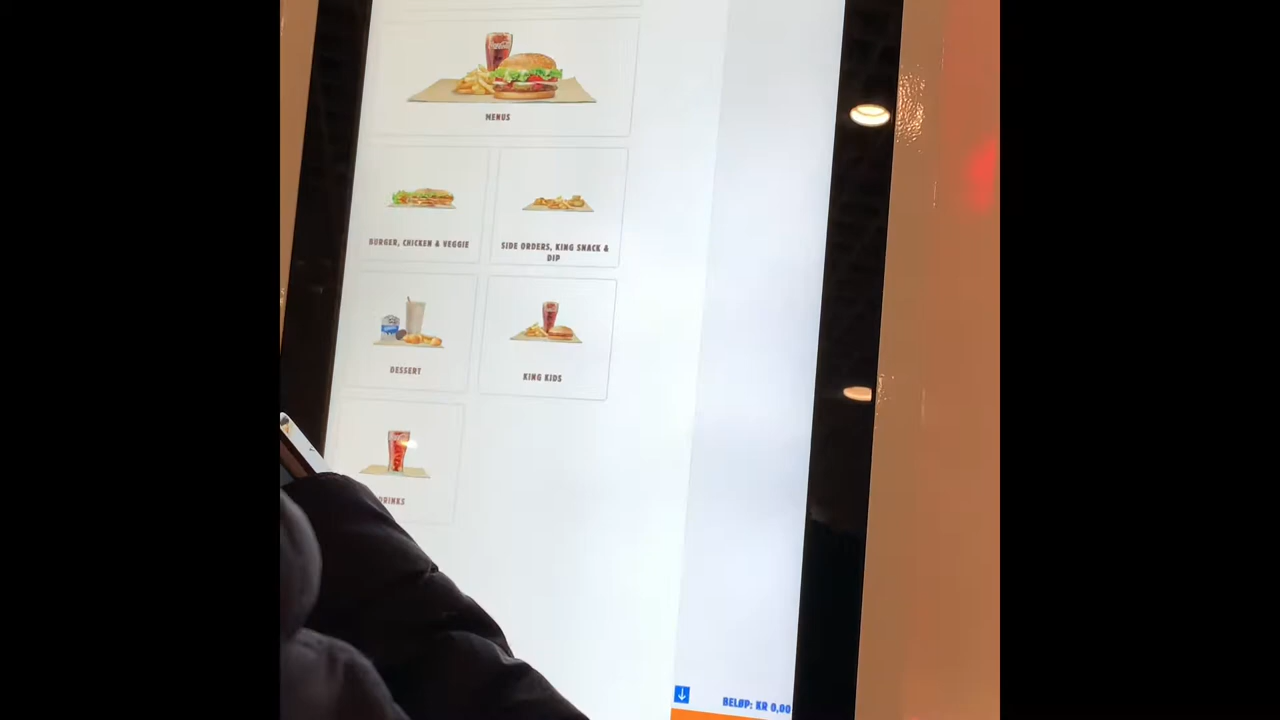 MENUS
BURGER, CHICKEN & VEGGIE
SIDE ORDERS, KING SNACK &
DIP
DESSERT
KING KIDS
DRINKS
BELØP: KR 0,00